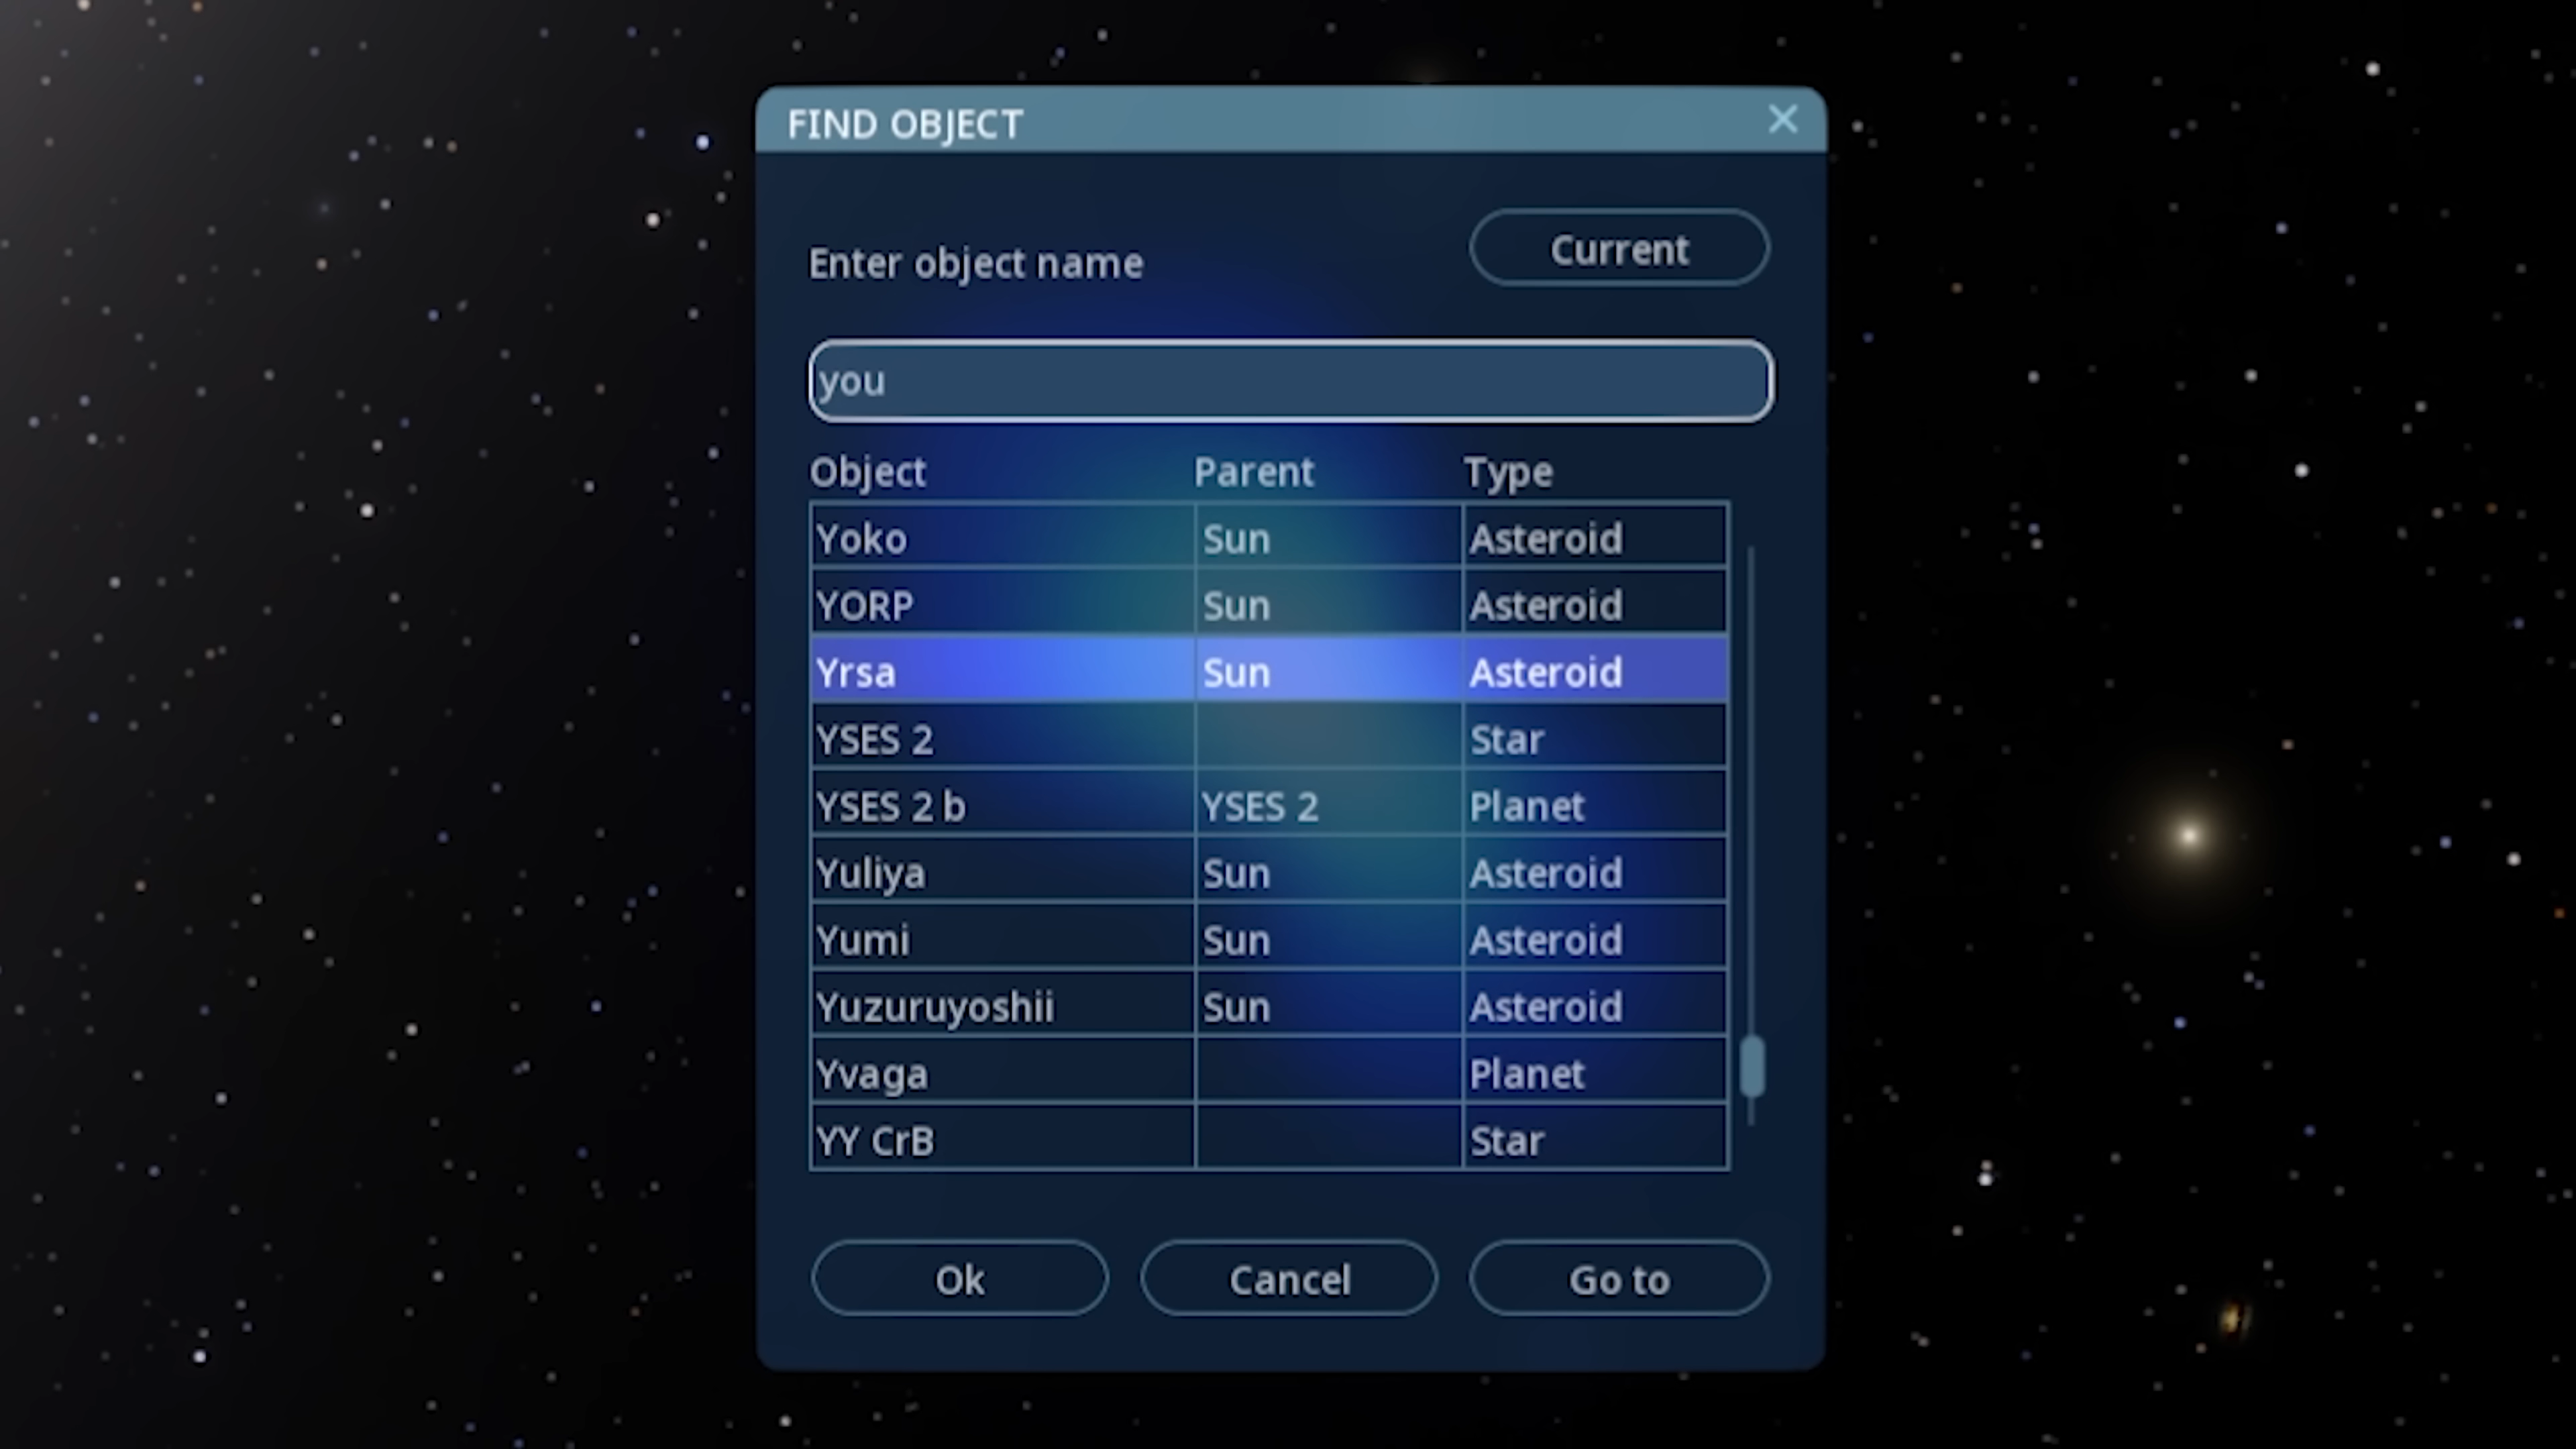 FIND OBJECT
Enter object name
Current
you
Object Parent Type
Yoko Sun Asteroid
YORP Sun Asteroid
Yrsa Sun Asteroid
YSES 2 Star
YSES 2 b YSES 2 Planet
Yuliya Sun Asteroid
Yumi Sun Asteroid
Yuzuruyoshii Sun Asteroid
Yvaga Planet
YY CrB Star
Ok Cancel Go to